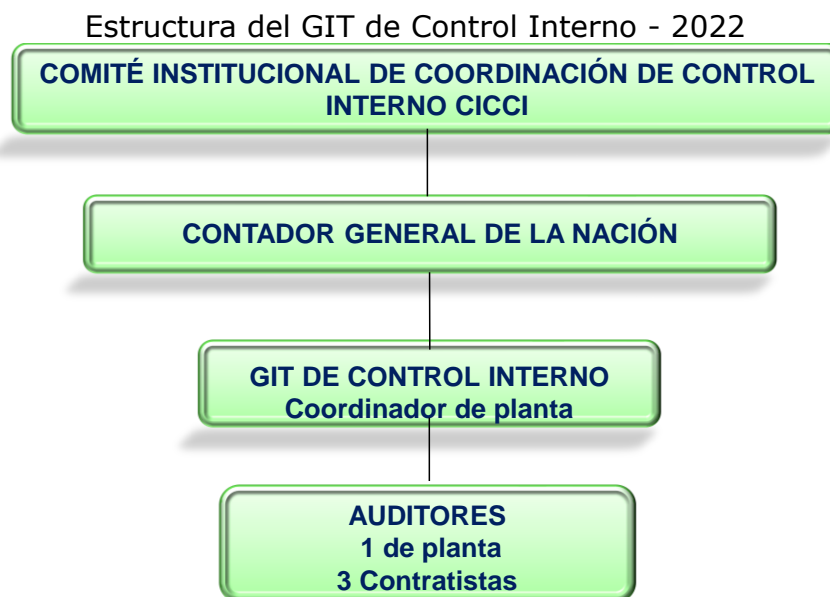 Estructura del GIT de Control Interno - 2022
COMITÉ INSTITUCIONAL DE COORDINACIÓN DE CONTROL
INTERNO CICCI
CONTADOR GENERAL DE LA NACIÓN
GIT DE CONTROL INTERNO
Coordinador de planta
AUDITORES
1 de planta
3 Contratistas